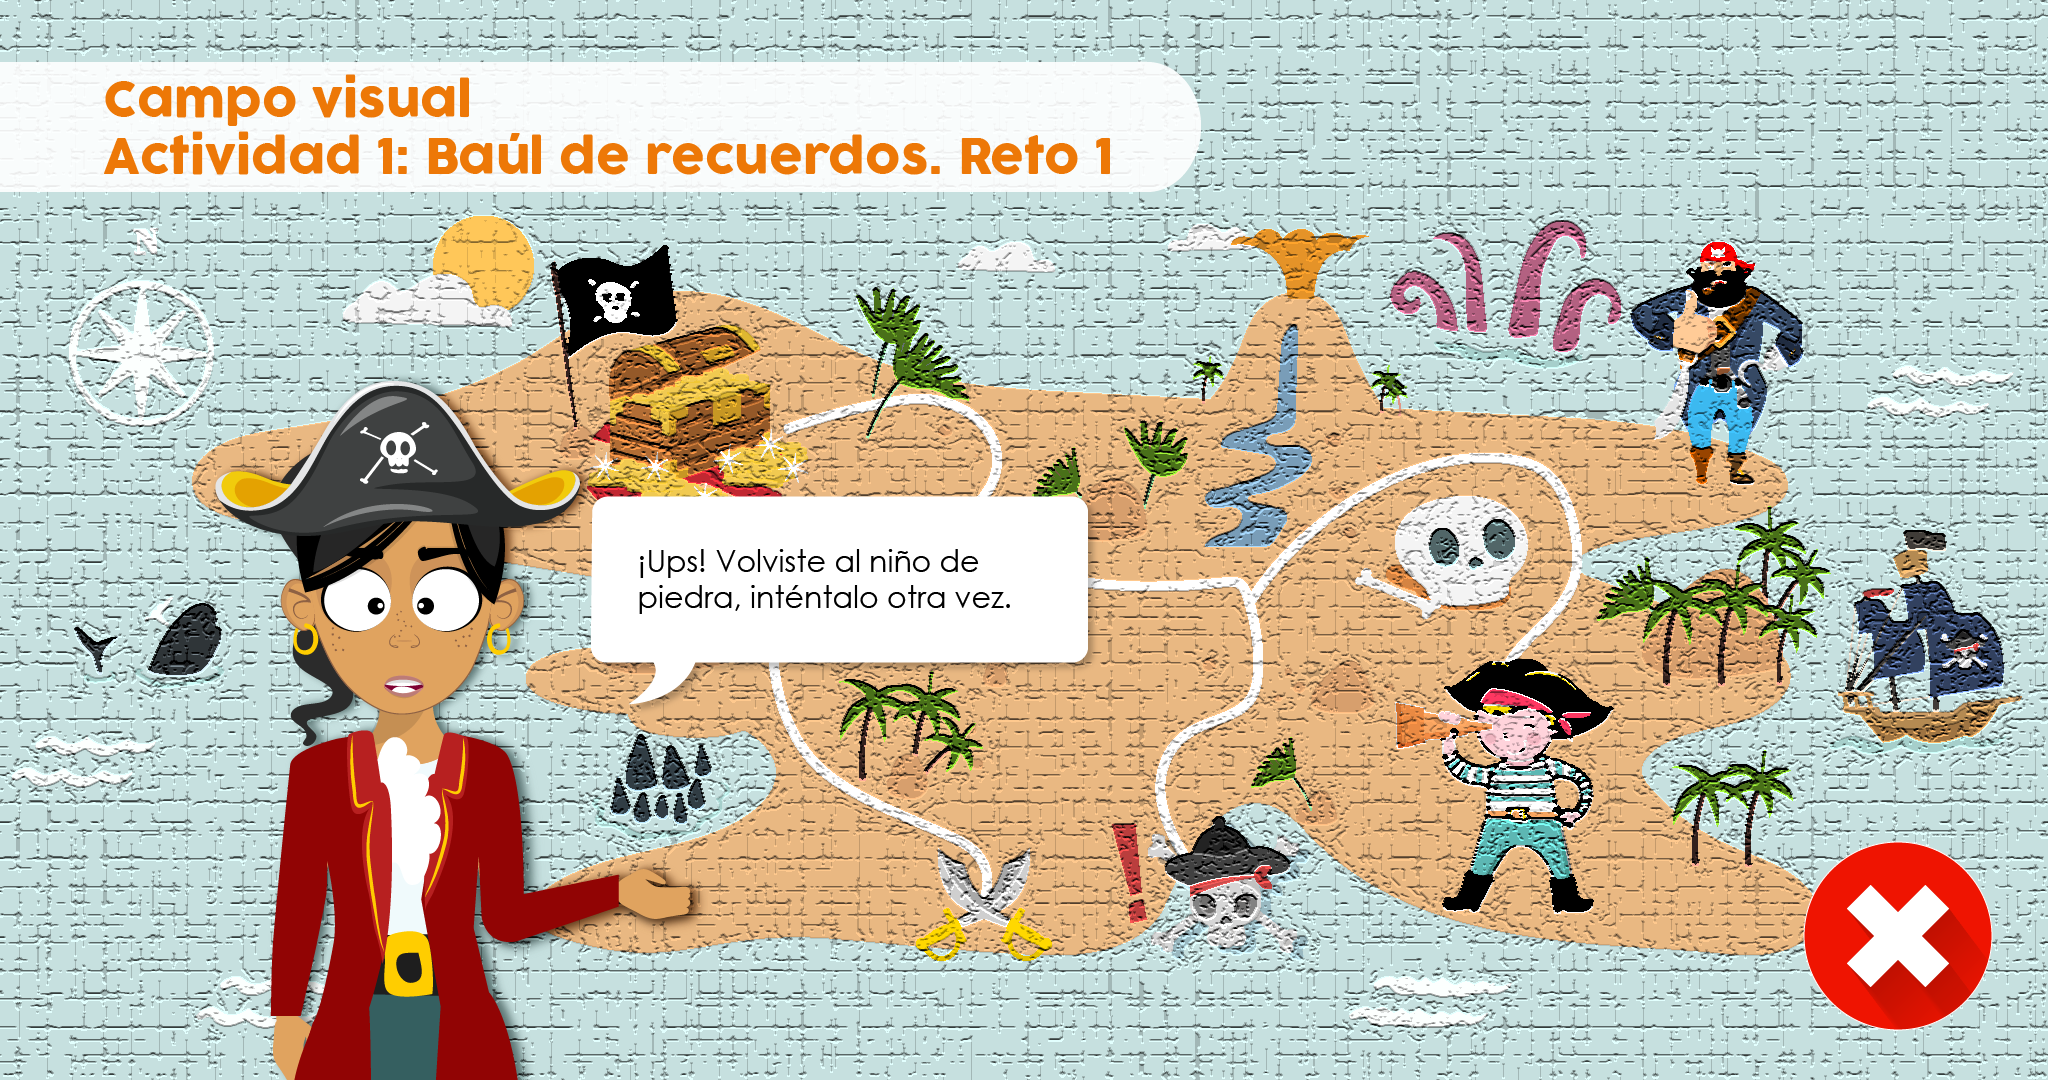 Campo visual
Actividad 1: Baúl de recuerdos. Reto 1
N
¡Ups! Volviste al niño de
piedra, inténtalo otra vez.